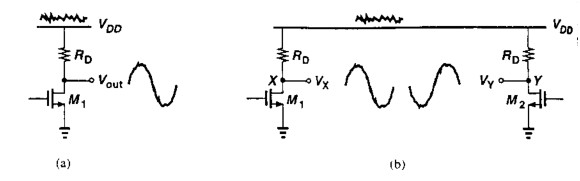 V_DD
R_D
V_out
M_1
(a)
V_DD
R_D
R_D
X
V_X
V_Y
Y
M_1
M_2
(b)